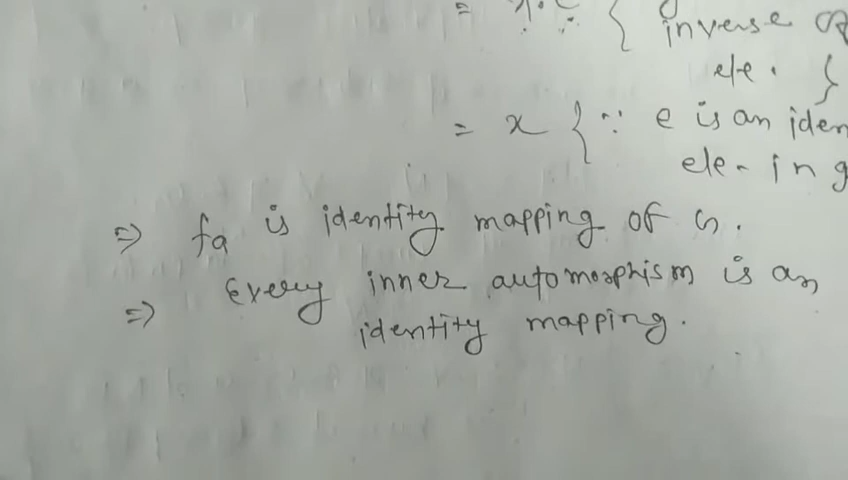 = x.e ∵ { inverse
ele. }
= x { ∵ e is an iden
ele. in g
⇒ fa is identity mapping of G.
⇒ Every inner automorphism is an
identity mapping.